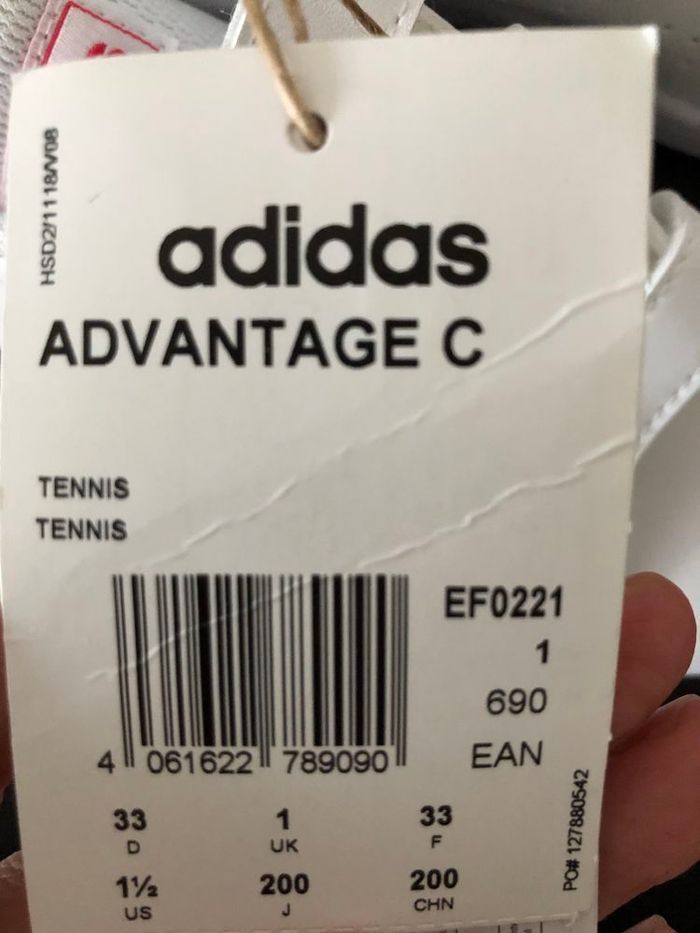 HSD2/1118/V08
adidas
ADVANTAGE C
TENNIS
TENNIS
EF0221
1
690
EAN
4 061622 789090
33 1 33
D UK F
1½ 200 200
US J CHN
PO# 127880542